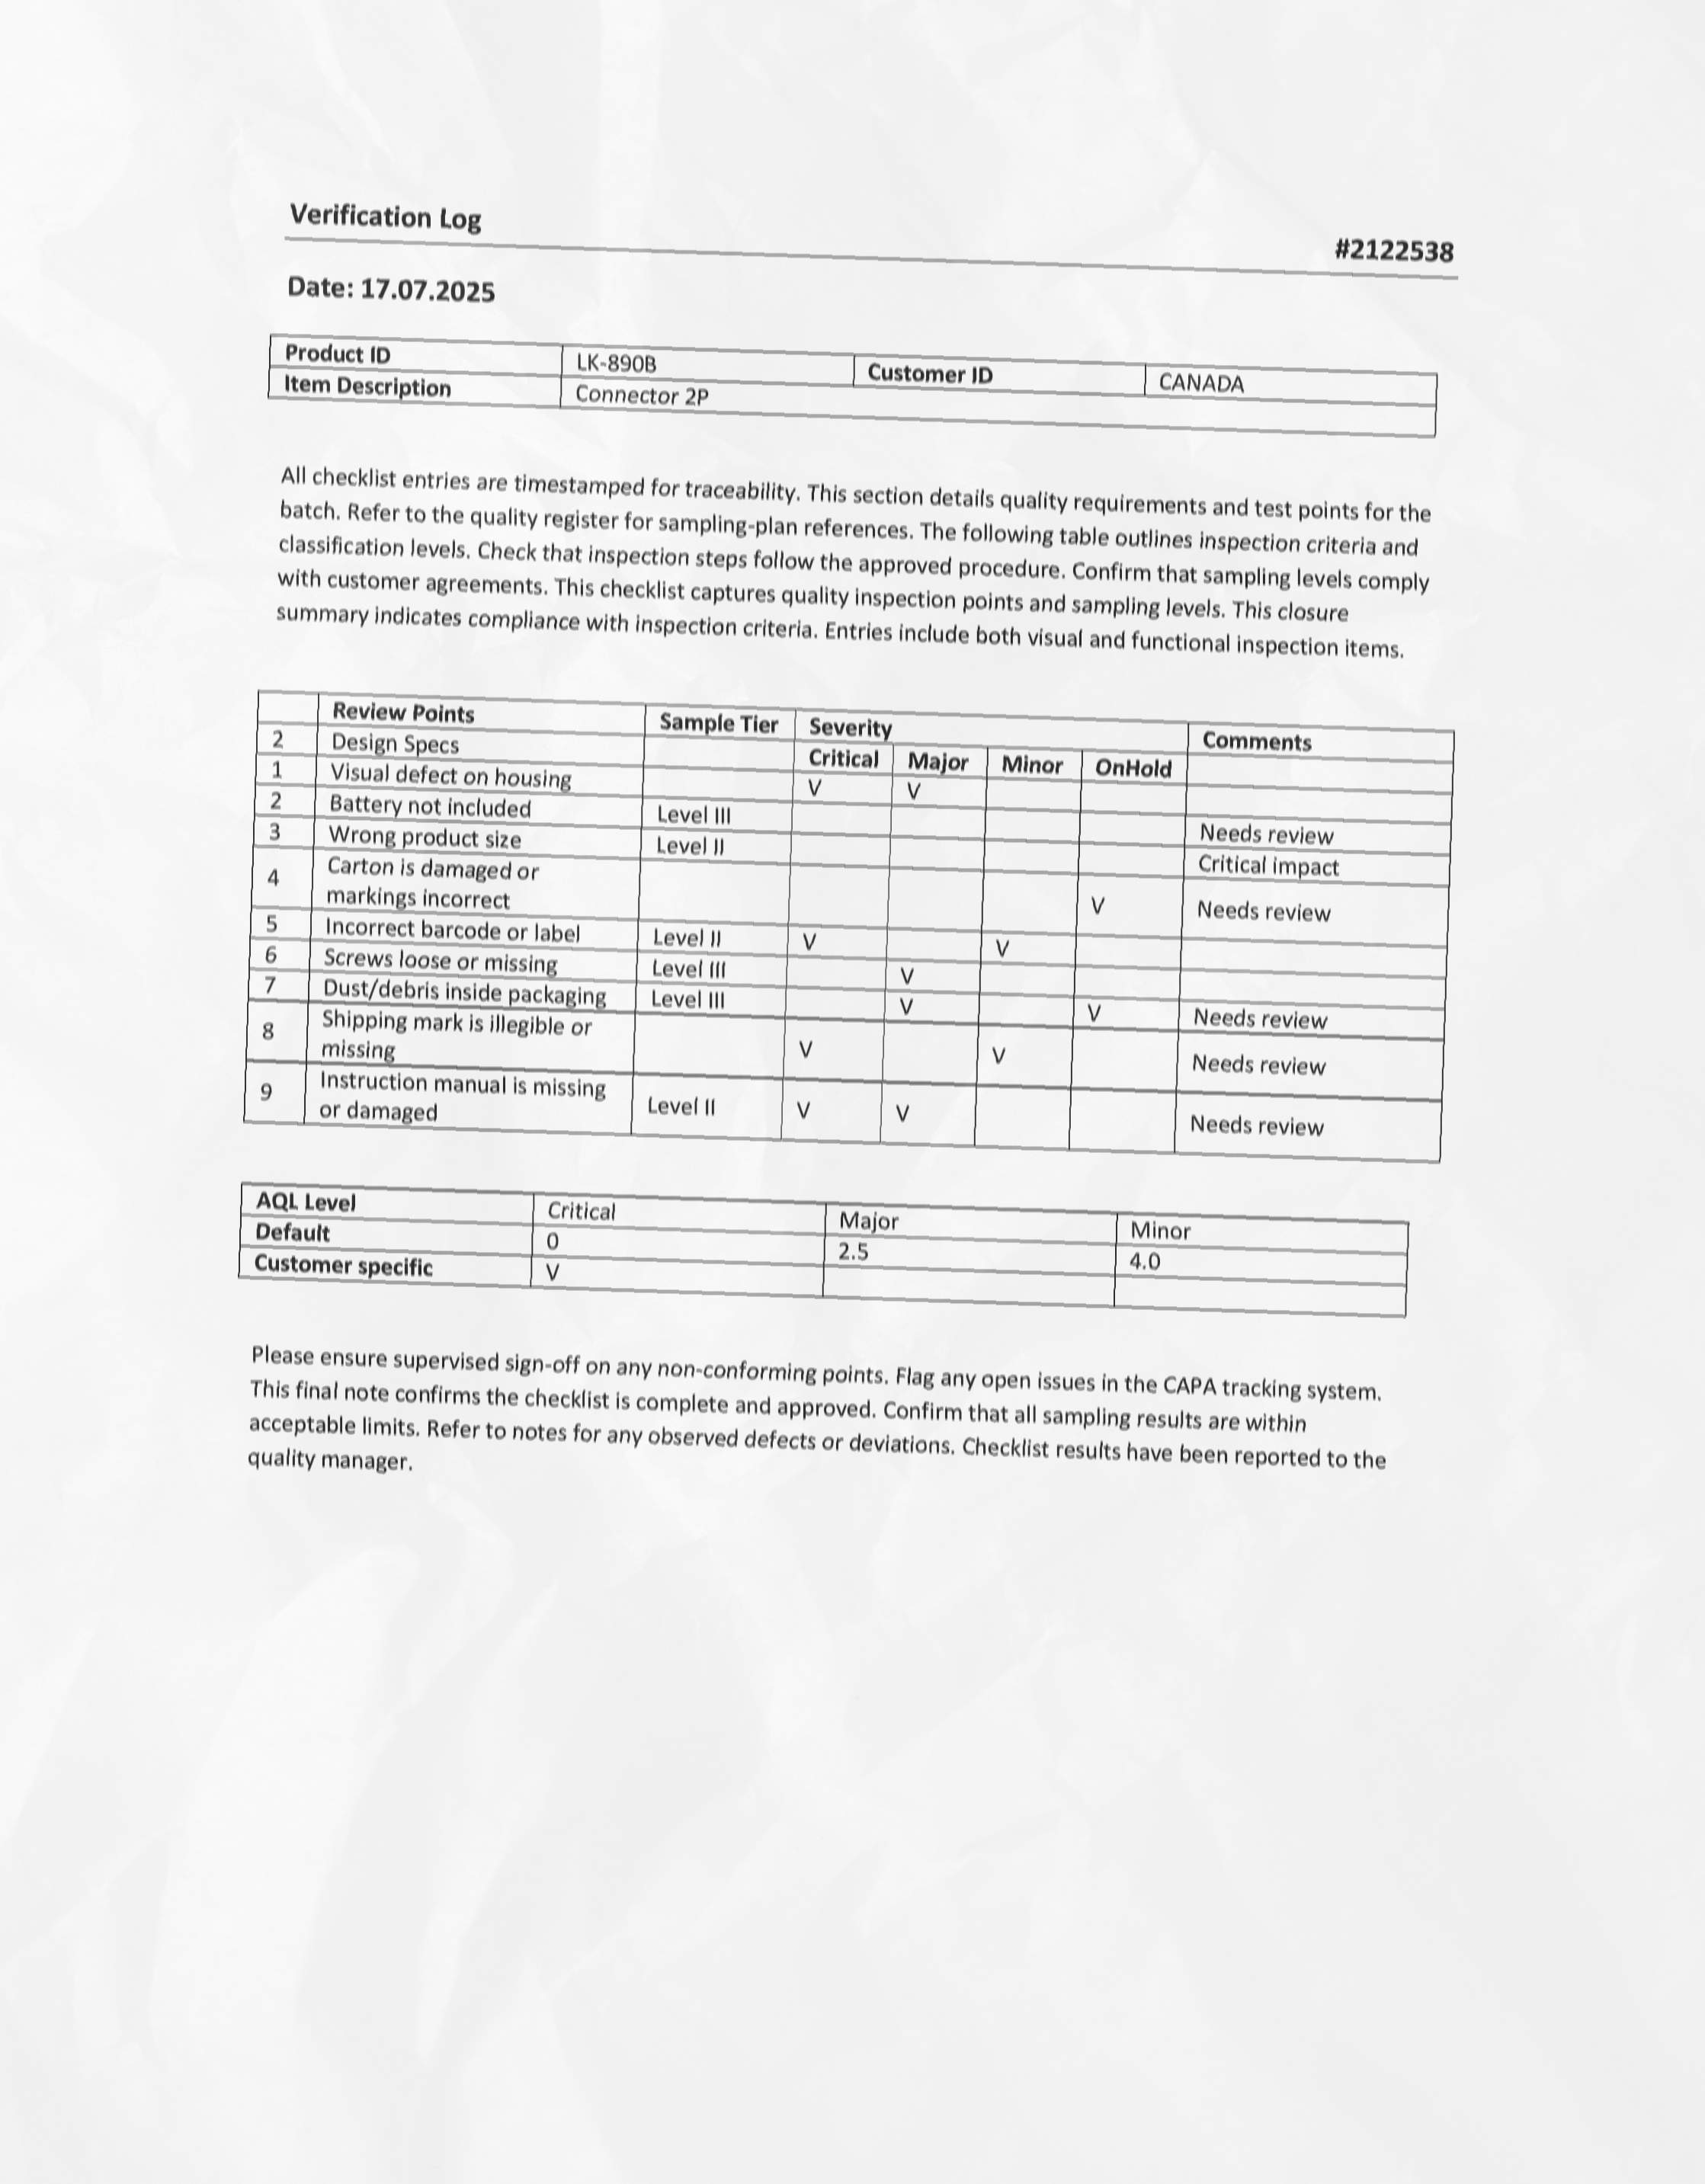 Verification Log
#2122538
Date: 17.07.2025
Product ID LK-890B Customer ID CANADA
Item Description Connector 2P
All checklist entries are timestamped for traceability. This section details quality requirements and test points for the
batch. Refer to the quality register for sampling-plan references. The following table outlines inspection criteria and
classification levels. Check that inspection steps follow the approved procedure. Confirm that sampling levels comply
with customer agreements. This checklist captures quality inspection points and sampling levels. This closure
summary indicates compliance with inspection criteria. Entries include both visual and functional inspection items.
Review Points Sample Tier Severity Comments
2 Design Specs Critical Major Minor OnHold
1 Visual defect on housing V V
2 Battery not included Level III Needs review
3 Wrong product size Level II Critical impact
4 Carton is damaged or
markings incorrect V Needs review
5 Incorrect barcode or label Level II V V
6 Screws loose or missing Level III V
7 Dust/debris inside packaging Level III V V Needs review
8 Shipping mark is illegible or
missing V V Needs review
9 Instruction manual is missing
or damaged Level II V V Needs review
AQL Level Critical Major Minor
Default 0 2.5 4.0
Customer specific V
Please ensure supervised sign-off on any non-conforming points. Flag any open issues in the CAPA tracking system.
This final note confirms the checklist is complete and approved. Confirm that all sampling results are within
acceptable limits. Refer to notes for any observed defects or deviations. Checklist results have been reported to the
quality manager.